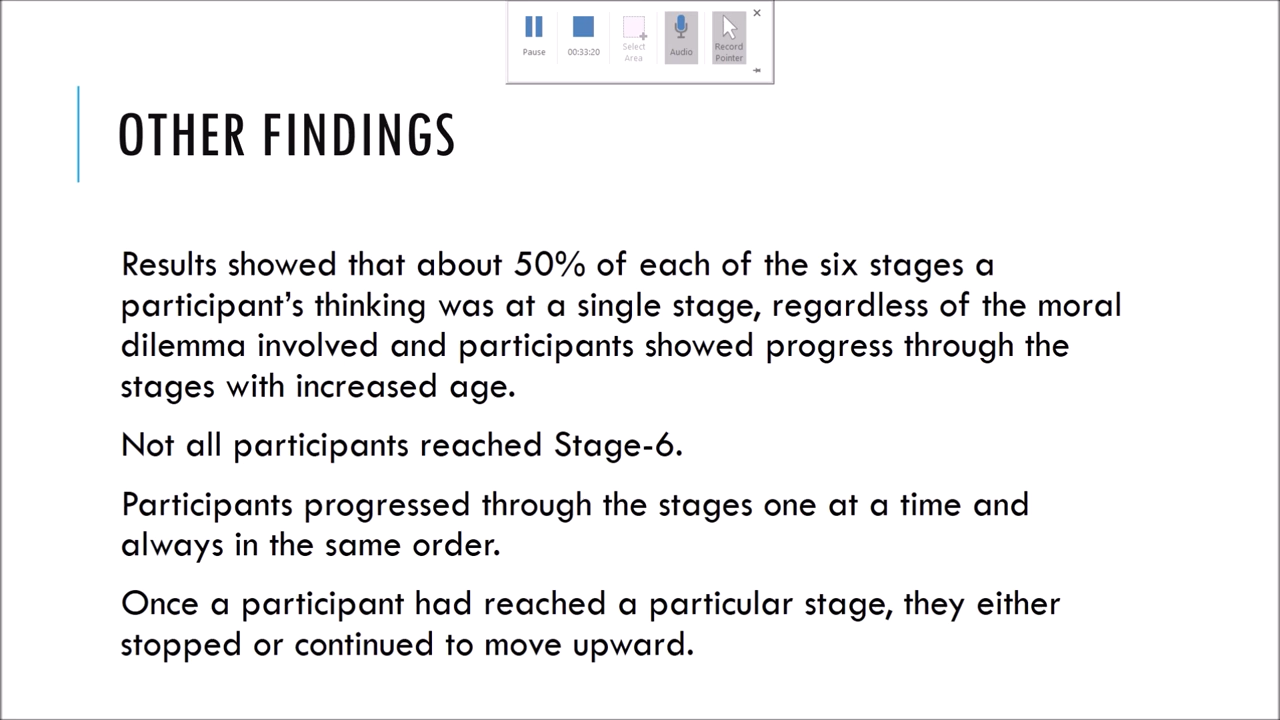 Pause
00:33:20
Select
Area
Audio
Record
Pointer
OTHER FINDINGS
Results showed that about 50% of each of the six stages a
participant's thinking was at a single stage, regardless of the moral
dilemma involved and participants showed progress through the
stages with increased age.
Not all participants reached Stage-6.
Participants progressed through the stages one at a time and
always in the same order.
Once a participant had reached a particular stage, they either
stopped or continued to move upward.